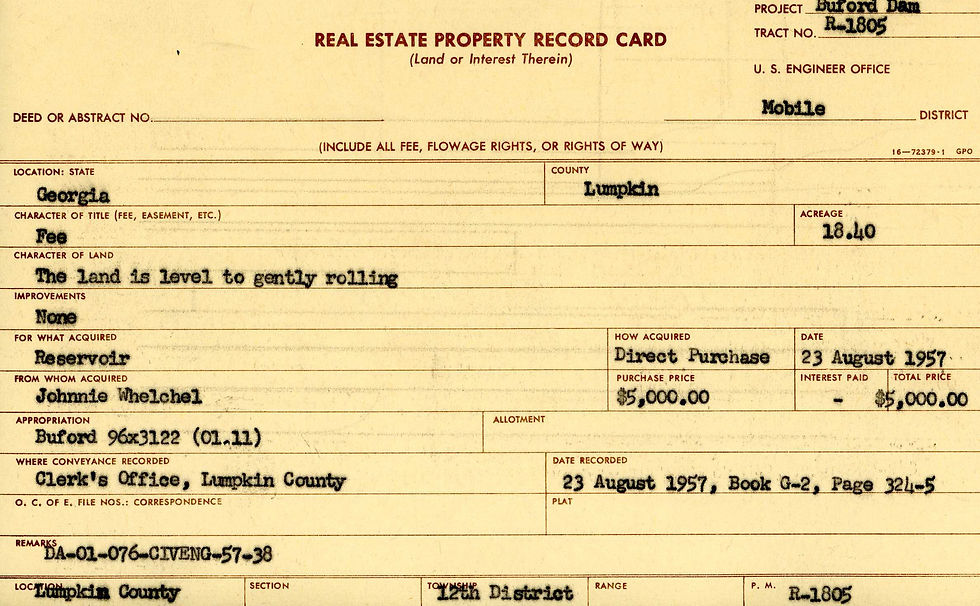 PROJECT Buford Dam
TRACT NO. R-1805
REAL ESTATE PROPERTY RECORD CARD
(Land or Interest Therein)
U. S. ENGINEER OFFICE
DEED OR ABSTRACT NO.
Mobile DISTRICT
(INCLUDE ALL FEE, FLOWAGE RIGHTS, OR RIGHTS OF WAY)
16—72379-1 GPO
LOCATION: STATE COUNTY
Georgia Lumpkin
CHARACTER OF TITLE (FEE, EASEMENT, ETC.) ACREAGE
Fee 18.40
CHARACTER OF LAND
The land is level to gently rolling
IMPROVEMENTS
None
FOR WHAT ACQUIRED HOW ACQUIRED DATE
Reservoir Direct Purchase 23 August 1957
FROM WHOM ACQUIRED PURCHASE PRICE INTEREST PAID TOTAL PRICE
Johnnie Whelchel $5,000.00 - $5,000.00
APPROPRIATION ALLOTMENT
Buford 96x3122 (01.11)
WHERE CONVEYANCE RECORDED DATE RECORDED
Clerk's Office, Lumpkin County 23 August 1957, Book G-2, Page 324-5
O. C. OF E. FILE NOS.: CORRESPONDENCE PLAT
REMARKS
DA-01-076-CIVENG-57-38
LOCATION SECTION TOWNSHIP RANGE P. M.
Lumpkin County 12th District R-1805